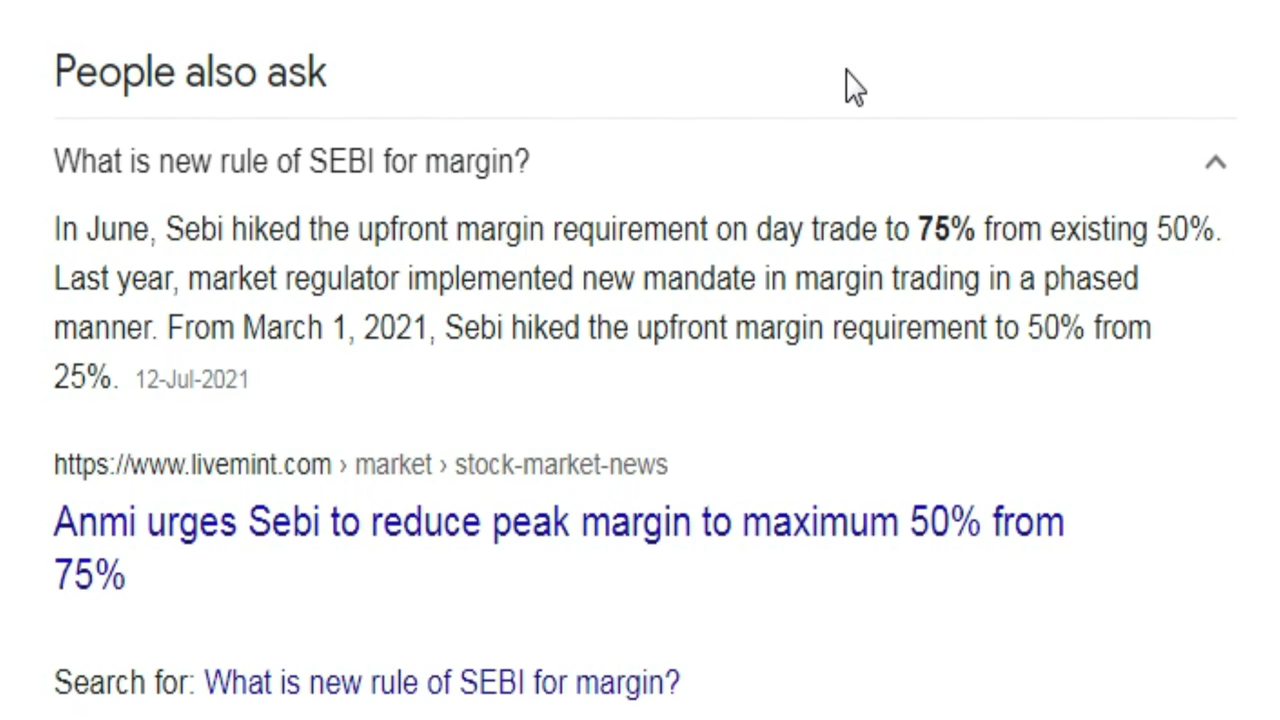 People also ask
What is new rule of SEBI for margin?
In June, Sebi hiked the upfront margin requirement on day trade to 75% from existing 50%.
Last year, market regulator implemented new mandate in margin trading in a phased
manner. From March 1, 2021, Sebi hiked the upfront margin requirement to 50% from
25%. 12-Jul-2021
https://www.livemint.com › market › stock-market-news
Anmi urges Sebi to reduce peak margin to maximum 50% from
75%
Search for: What is new rule of SEBI for margin?